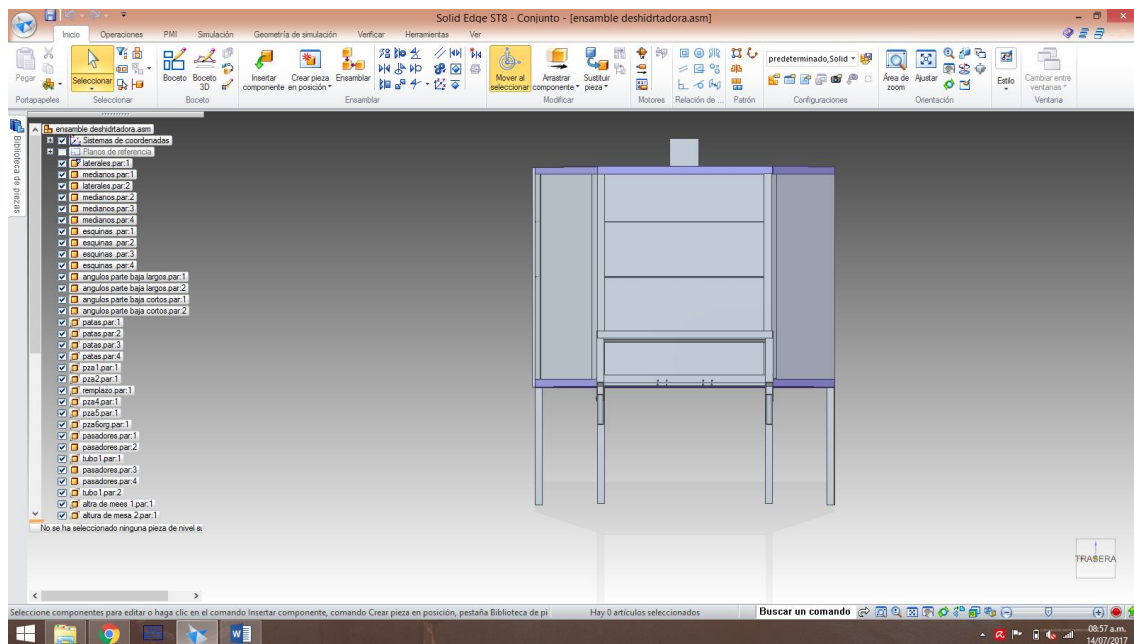 Solid Edge ST8 - Conjunto - [ensamble deshidrtadora.asm]
Inicio Operaciones PMI Simulación Geometría de simulación Verificar Herramientas Ver
Pegar
Seleccionar
Boceto Boceto 3D
Insertar componente Crear pieza en posición Ensamblar
Mover al seleccionar Arrastrar componente Sustituir pieza
predeterminado,Solid
Área de zoom Ajustar
Estilo
Cambiar entre ventanas
Portapapeles Seleccionar Boceto Ensamblar Modificar Motores Relación de ... Patrón Configuraciones Orientación Ventana
Biblioteca de piezas
ensamble deshidrtadora.asm
Sistemas de coordenadas
Planos de referencia
laterales.par:1
medianos.par:1
laterales.par:2
medianos.par:2
medianos.par:3
medianos.par:4
esquinas .par:1
esquinas .par:2
esquinas .par:3
esquinas .par:4
angulos parte baja largos.par:1
angulos parte baja largos.par:2
angulos parte baja cortos.par:1
angulos parte baja cortos.par:2
patas.par:1
patas.par:2
patas.par:3
patas.par:4
pza1.par:1
pza2.par:1
remplazo.par:1
pza4.par:1
pza5.par:1
pza6org.par:1
pasadores.par:1
pasadores.par:2
tubo1.par:1
pasadores.par:3
pasadores.par:4
tubo1.par:2
altra de mees 1.par:1
altura de mesa 2.par:1
No se ha seleccionado ninguna pieza de nivel su
TRASERA
Seleccione componentes para editar o haga clic en el comando Insertar componente, comando Crear pieza en posición, pestaña Biblioteca de pi
Hay 0 artículos seleccionados
Buscar un comando
08:57 a.m.
14/07/2017